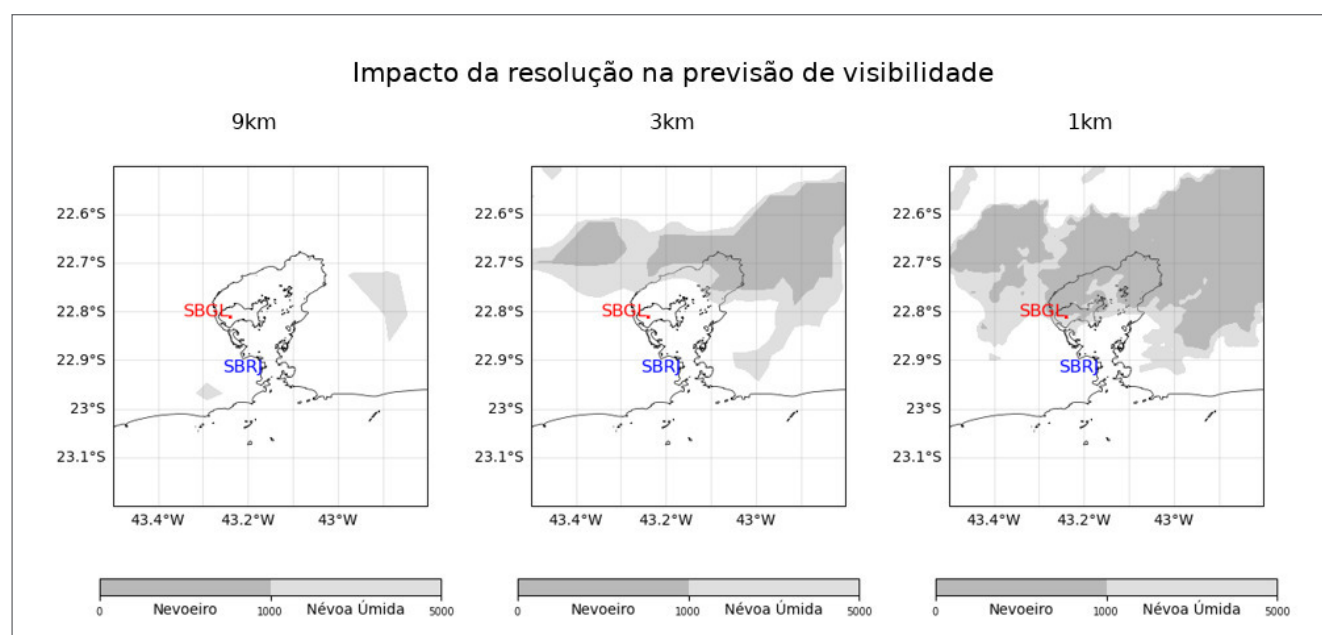 Impacto da resolução na previsão de visibilidade
9km
3km
1km
22.6°S
22.7°S
22.8°S
22.9°S
23°S
23.1°S
SBGL
SBRJ
43.4°W 43.2°W 43°W
22.6°S
22.7°S
22.8°S
22.9°S
23°S
23.1°S
SBGL
SBRJ
43.4°W 43.2°W 43°W
22.6°S
22.7°S
22.8°S
22.9°S
23°S
23.1°S
SBGL
SBRJ
43.4°W 43.2°W 43°W
0 Nevoeiro 1000 Névoa Úmida 5000
0 Nevoeiro 1000 Névoa Úmida 5000
0 Nevoeiro 1000 Névoa Úmida 5000